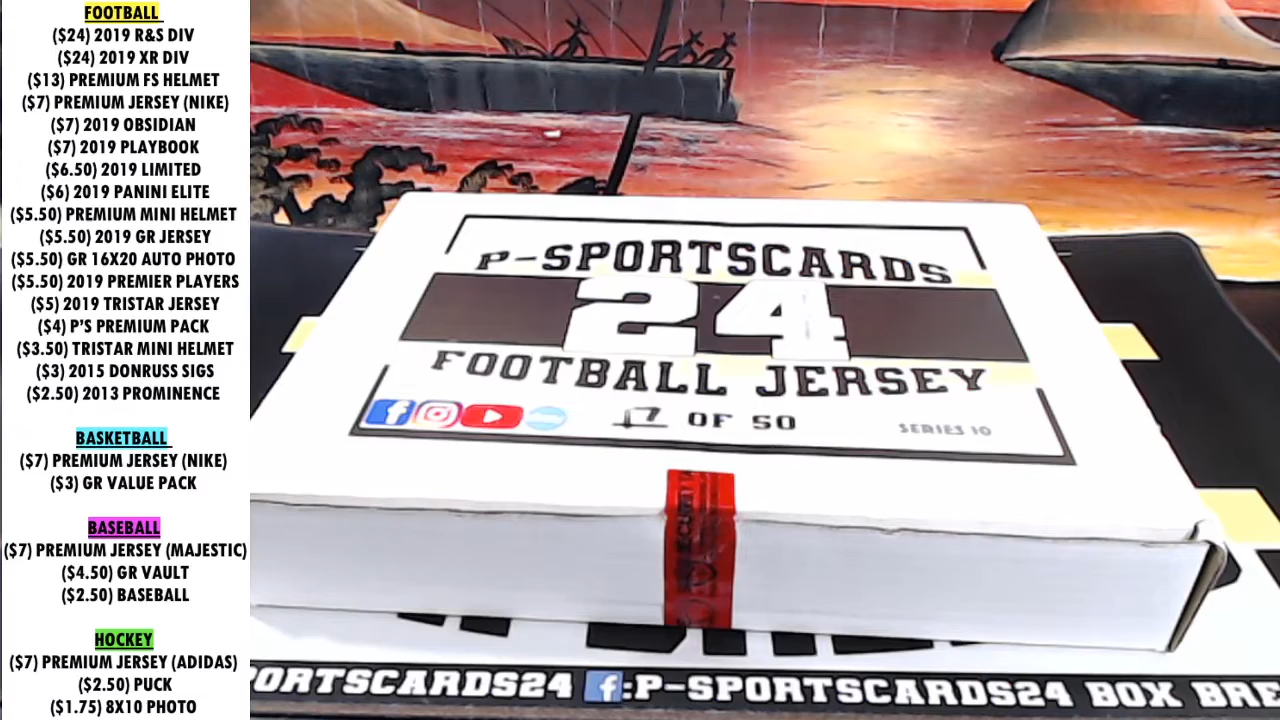 FOOTBALL
($24) 2019 R&S DIV
($24) 2019 XR DIV
($13) PREMIUM FS HELMET
($7) PREMIUM JERSEY (NIKE)
($7) 2019 OBSIDIAN
($7) 2019 PLAYBOOK
($6.50) 2019 LIMITED
($6) 2019 PANINI ELITE
($5.50) PREMIUM MINI HELMET
($5.50) 2019 GR JERSEY
($5.50) GR 16X20 AUTO PHOTO
($5.50) 2019 PREMIER PLAYERS
($5) 2019 TRISTAR JERSEY
($4) P'S PREMIUM PACK
($3.50) TRISTAR MINI HELMET
($3) 2015 DONRUSS SIGS
($2.50) 2013 PROMINENCE
BASKETBALL
($7) PREMIUM JERSEY (NIKE)
($3) GR VALUE PACK
BASEBALL
($7) PREMIUM JERSEY (MAJESTIC)
($4.50) GR VAULT
($2.50) BASEBALL
HOCKEY
($7) PREMIUM JERSEY (ADIDAS)
($2.50) PUCK
($1.75) 8X10 PHOTO
P-SPORTSCARDS
24
FOOTBALL JERSEY
17 OF 50
SERIES 10
ORTSCARDS24 f:P-SPORTSCARDS24 BOX BRE